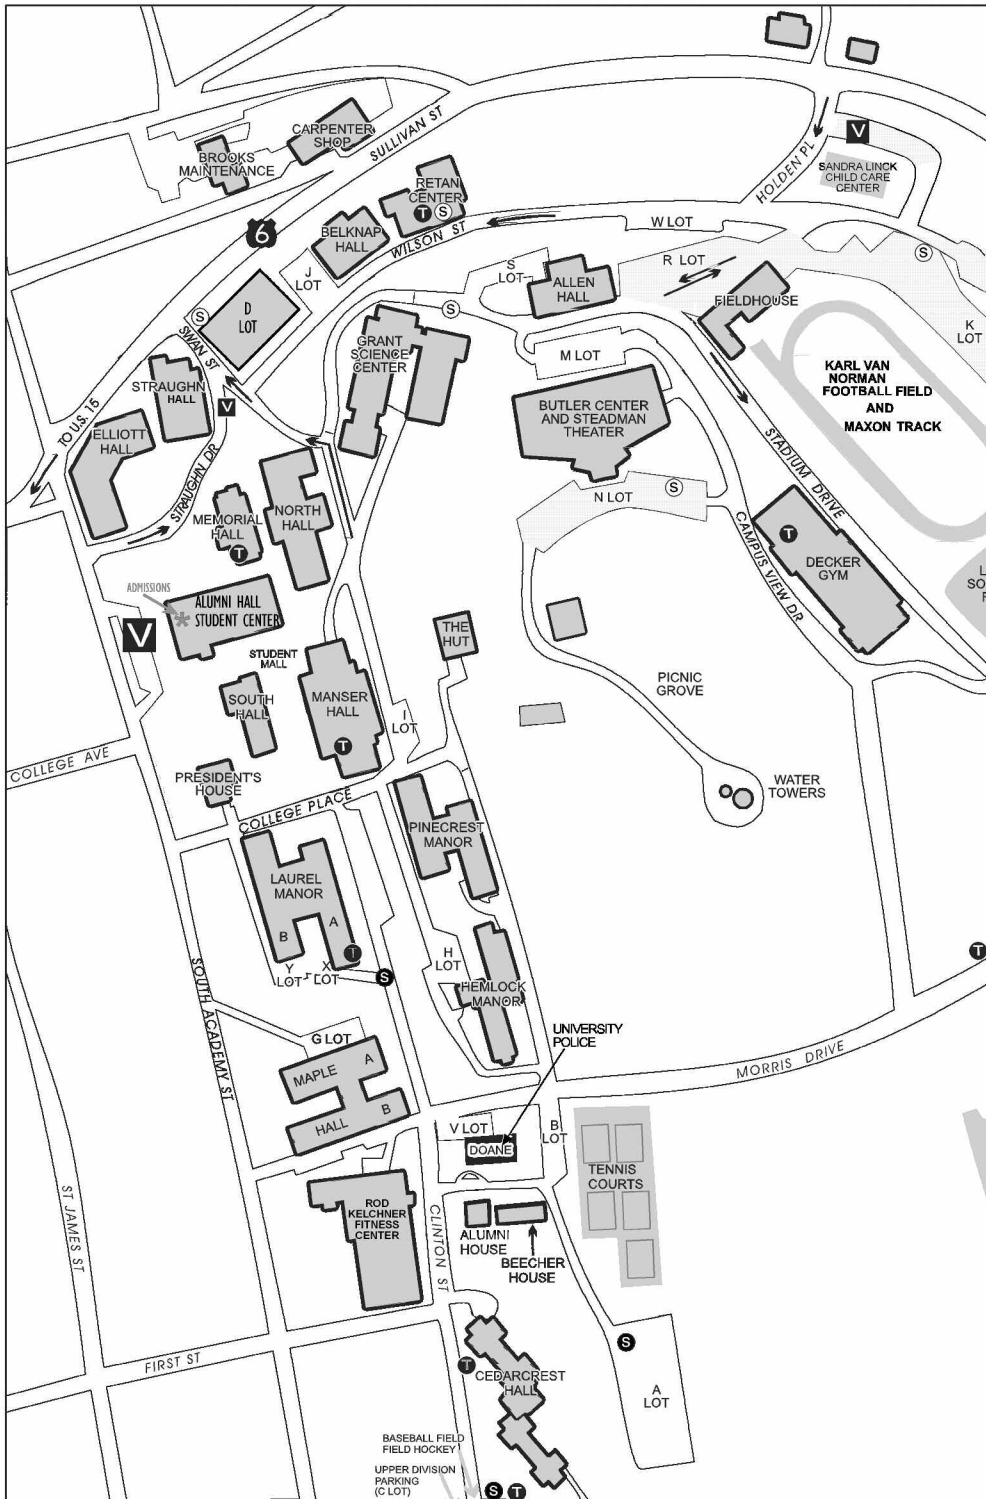 CARPENTER
SHOP
BROOKS
MAINTENANCE
SULLIVAN ST
RETAN
CENTER
T
S
HOLDEN PL
V
SANDRA LINCK
CHILD CARE
CENTER
6
BELKNAP
HALL
WILSON ST
W LOT
J
LOT
S
LOT
R LOT
S
ALLEN
HALL
FIELDHOUSE
K
LOT
D
LOT
S
S
SWAN ST
GRANT
SCIENCE
CENTER
M LOT
KARL VAN
NORMAN
FOOTBALL FIELD
AND
MAXON TRACK
STRAUGHN
HALL
V
TO U.S. 15
ELLIOTT
HALL
BUTLER CENTER
AND STEADMAN
THEATER
STADIUM DRIVE
STRAUGHN DR
N LOT
S
MEMORIAL
HALL
T
NORTH
HALL
CAMPUS VIEW DR
T
DECKER
GYM
L
SO
F
ADMISSIONS
ALUMNI HALL
STUDENT CENTER
V
THE
HUT
STUDENT
MALL
SOUTH
HALL
MANSER
HALL
T
I
LOT
PICNIC
GROVE
COLLEGE AVE
PRESIDENT'S
HOUSE
COLLEGE PLACE
WATER
TOWERS
PINECREST
MANOR
LAUREL
MANOR
A
B
T
Y
LOT
X
LOT
S
H
LOT
HEMLOCK
MANOR
T
SOUTH ACADEMY ST
UNIVERSITY
POLICE
G LOT
MAPLE
A
HALL
B
MORRIS DRIVE
V LOT
DOANE
B
LOT
TENNIS
COURTS
ST JAMES ST
ROD
KELCHNER
FITNESS
CENTER
CLINTON ST
ALUMNI
HOUSE
BEECHER
HOUSE
FIRST ST
S
T
CEDARCREST
HALL
A
LOT
BASEBALL FIELD
FIELD HOCKEY
UPPER DIVISION
PARKING
(C LOT)
S
T